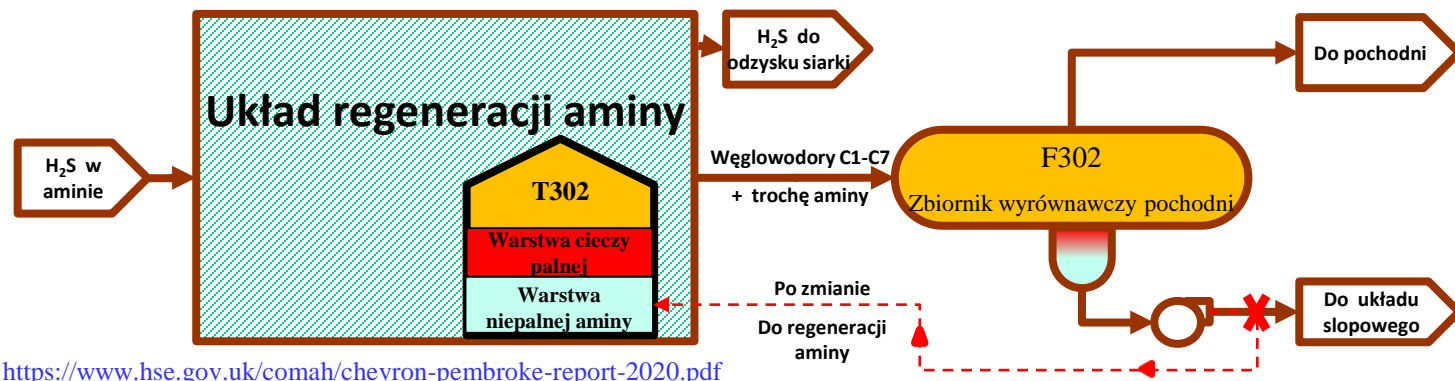 H₂S do
odzysku siarki
Do pochodni
Układ regeneracji aminy
H₂S w
aminie
Węglowodory C1-C7
+ trochę aminy
F302
Zbiornik wyrównawczy pochodni
T302
Warstwa cieczy
palnej
Warstwa
niepalnej aminy
Po zmianie
Do regeneracji
aminy
Do układu
slopowego
https://www.hse.gov.uk/comah/chevron-pembroke-report-2020.pdf